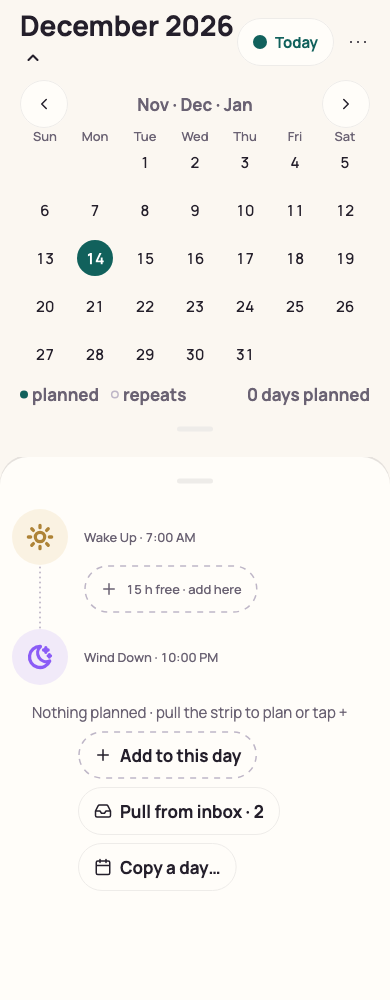 December 2026
Today
Nov · Dec · Jan
Sun Mon Tue Wed Thu Fri Sat
1 2 3 4 5
6 7 8 9 10 11 12
13 14 15 16 17 18 19
20 21 22 23 24 25 26
27 28 29 30 31
planned repeats 0 days planned
Wake Up · 7:00 AM
15 h free · add here
Wind Down · 10:00 PM
Nothing planned · pull the strip to plan or tap +
Add to this day
Pull from inbox · 2
Copy a day...